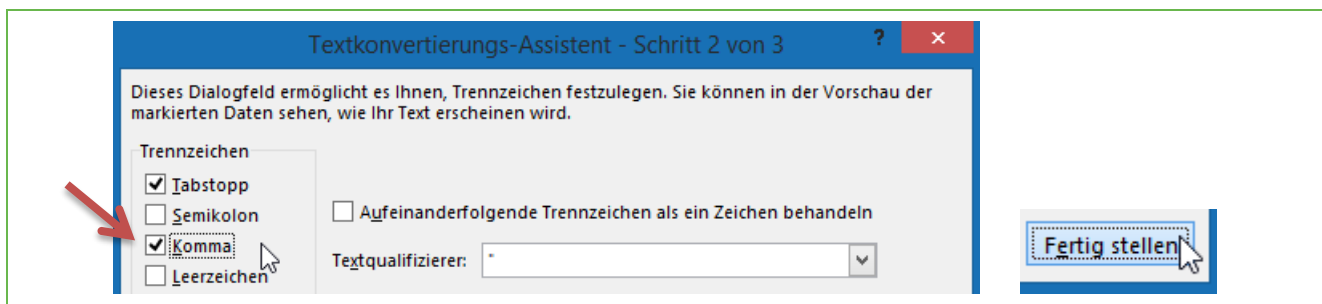 Textkonvertierungs-Assistent - Schritt 2 von 3
Dieses Dialogfeld ermöglicht es Ihnen, Trennzeichen festzulegen. Sie können in der Vorschau der
markierten Daten sehen, wie Ihr Text erscheinen wird.
Trennzeichen
Tabstopp
Semikolon
Komma
Leerzeichen
Aufeinanderfolgende Trennzeichen als ein Zeichen behandeln
Textqualifizierer: "
Fertig stellen